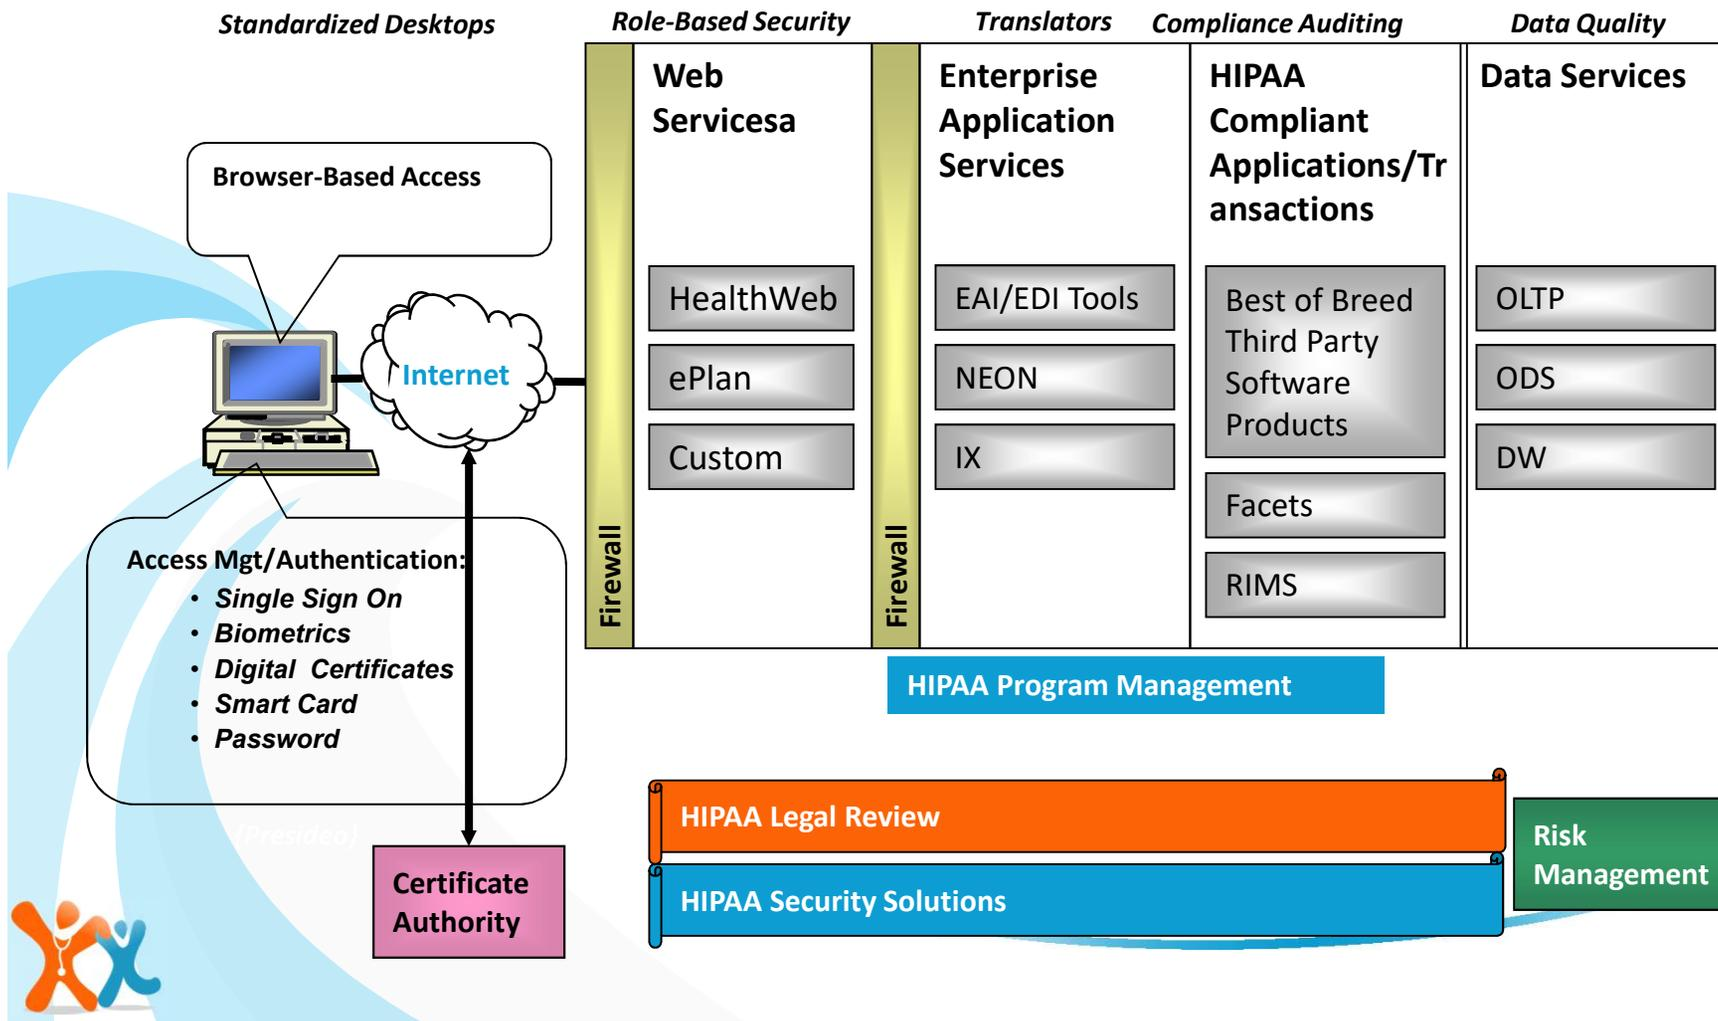 Standardized Desktops
Role-Based Security
Translators
Compliance Auditing
Data Quality
Browser-Based Access
Internet
Access Mgt/Authentication:
• Single Sign On
• Biometrics
• Digital Certificates
• Smart Card
• Password
(Presideo)
Certificate
Authority
Firewall
Web
Servicesa
HealthWeb
ePlan
Custom
Firewall
Enterprise
Application
Services
EAI/EDI Tools
NEON
IX
HIPAA
Compliant
Applications/Tr
ansactions
Best of Breed
Third Party
Software
Products
Facets
RIMS
Data Services
OLTP
ODS
DW
HIPAA Program Management
HIPAA Legal Review
HIPAA Security Solutions
Risk
Management